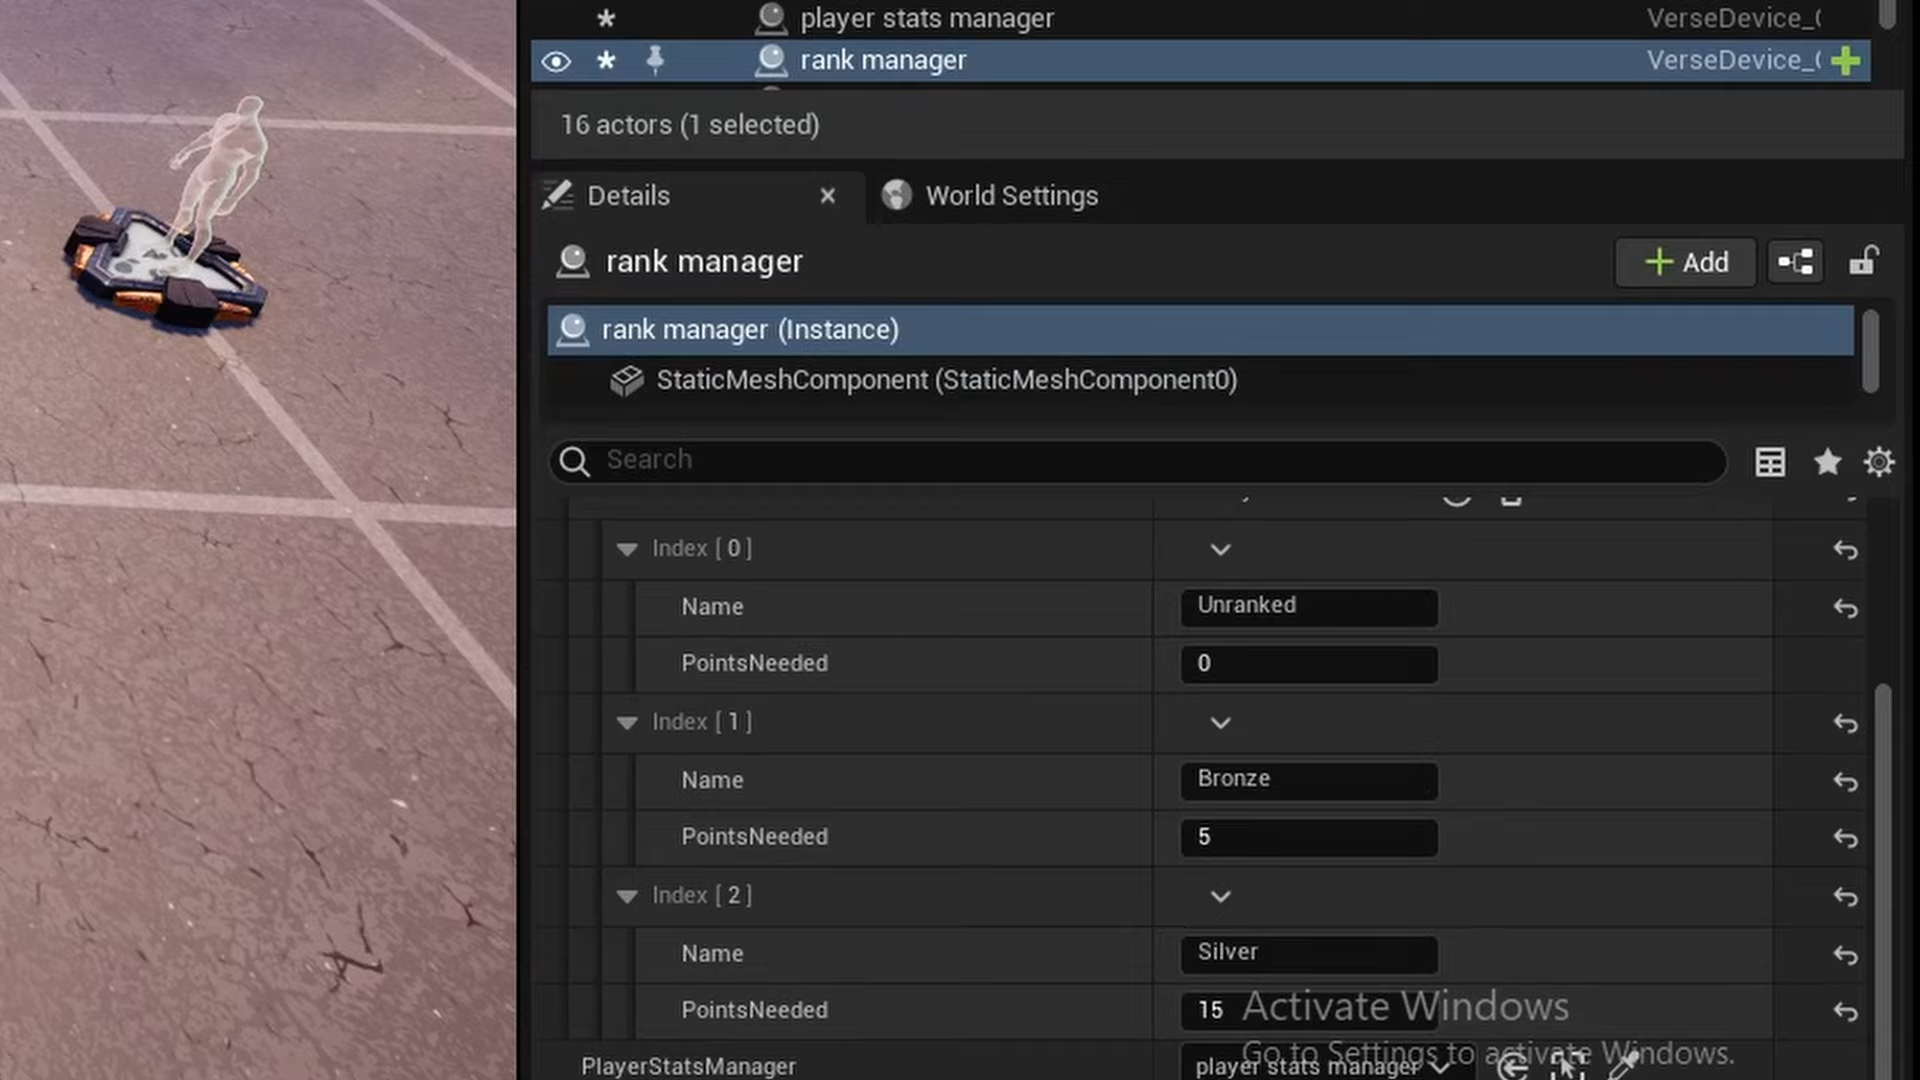 player stats manager VerseDevice_(
rank manager VerseDevice_(
16 actors (1 selected)
Details World Settings
rank manager Add
rank manager (Instance)
StaticMeshComponent (StaticMeshComponent0)
Search
Index [ 0 ]
Name Unranked
PointsNeeded 0
Index [ 1 ]
Name Bronze
PointsNeeded 5
Index [ 2 ]
Name Silver
PointsNeeded 15
Activate Windows
Go to Settings to activate Windows.
PlayerStatsManager player stats manager